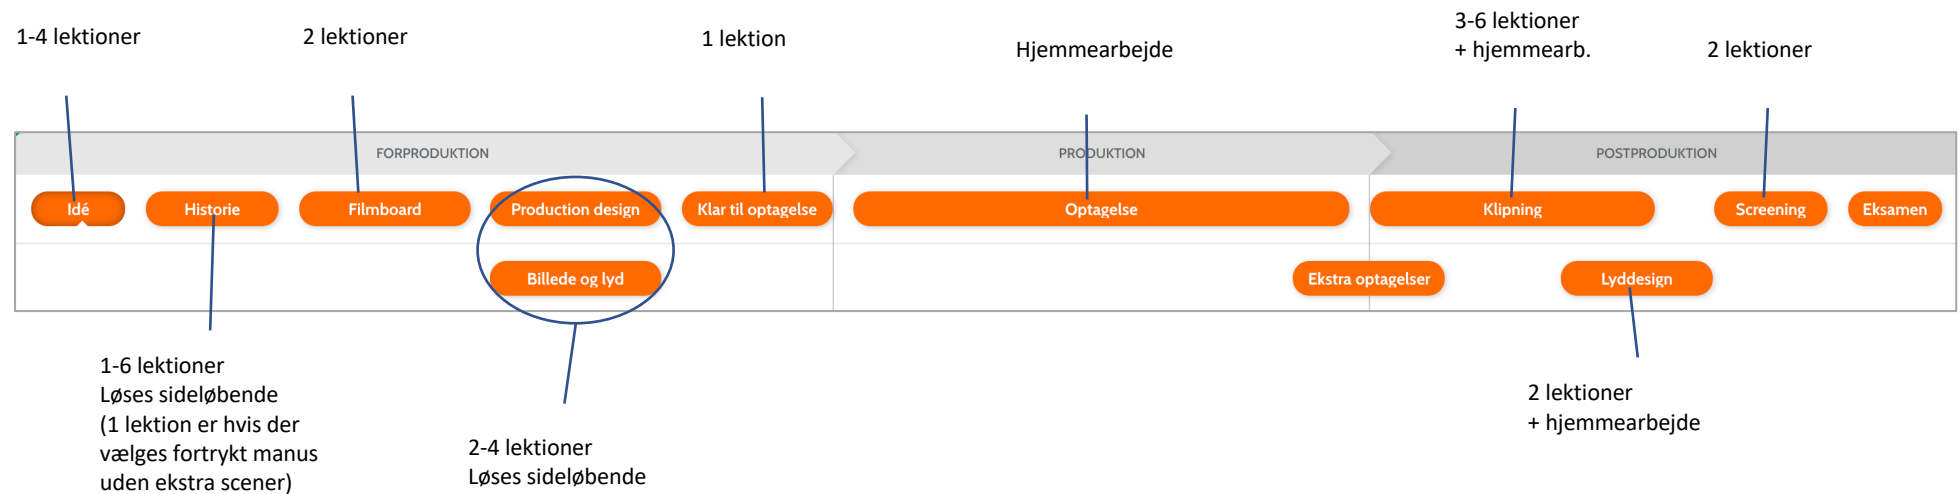 1-4 lektioner
2 lektioner
1 lektion
Hjemmearbejde
3-6 lektioner
+ hjemmearb.
2 lektioner
FORPRODUKTION
PRODUKTION
POSTPRODUKTION
Idé
Historie
Filmboard
Production design
Klar til optagelse
Optagelse
Klipning
Screening
Eksamen
Billede og lyd
Ekstra optagelser
Lyddesign
1-6 lektioner
Løses sideløbende
(1 lektion er hvis der
vælges fortrykt manus
uden ekstra scener)
2-4 lektioner
Løses sideløbende
2 lektioner
+ hjemmearbejde